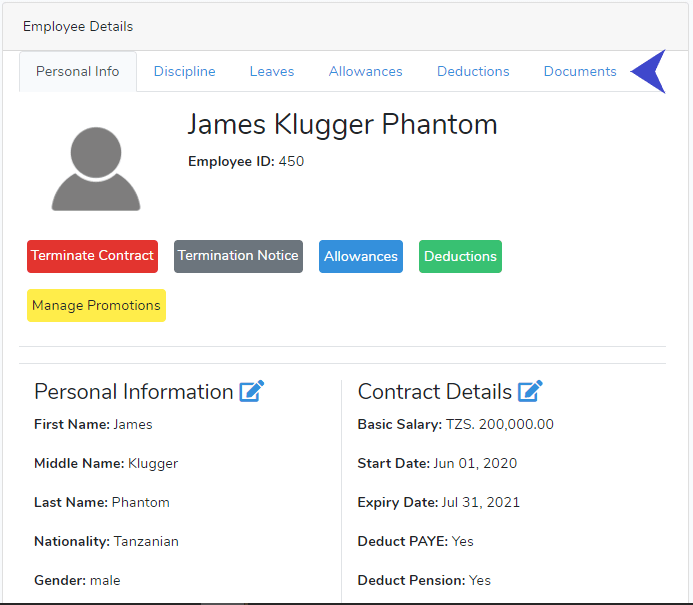 Employee Details
Personal Info Discipline Leaves Allowances Deductions Documents
James Klugger Phantom
Employee ID: 450
Terminate Contract Termination Notice Allowances Deductions
Manage Promotions
Personal Information
First Name: James
Middle Name: Klugger
Last Name: Phantom
Nationality: Tanzanian
Gender: male
Contract Details
Basic Salary: TZS. 200,000.00
Start Date: Jun 01, 2020
Expiry Date: Jul 31, 2021
Deduct PAYE: Yes
Deduct Pension: Yes